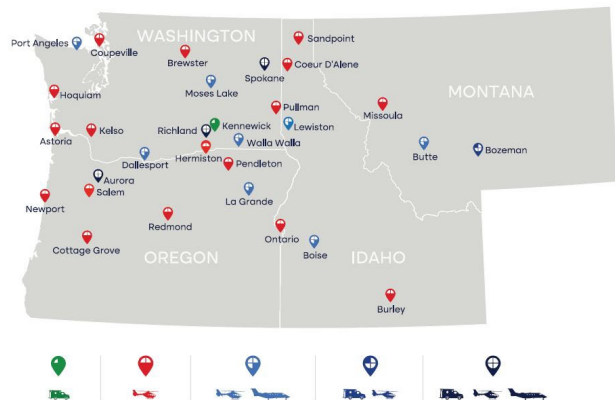 WASHINGTON
Sandpoint
Port Angeles
Coupeville
Brewster
Spokane
Coeur D'Alene
Moses Lake
MONTANA
Hoquiam
Pullman
Missoula
Kelso
Richland
Kennewick
Lewiston
Astoria
Walla Walla
Butte
Bozeman
Hermiston
Dallesport
Pendleton
Aurora
Salem
La Grande
Newport
Redmond
Ontario
Cottage Grove
Boise
OREGON
IDAHO
Burley